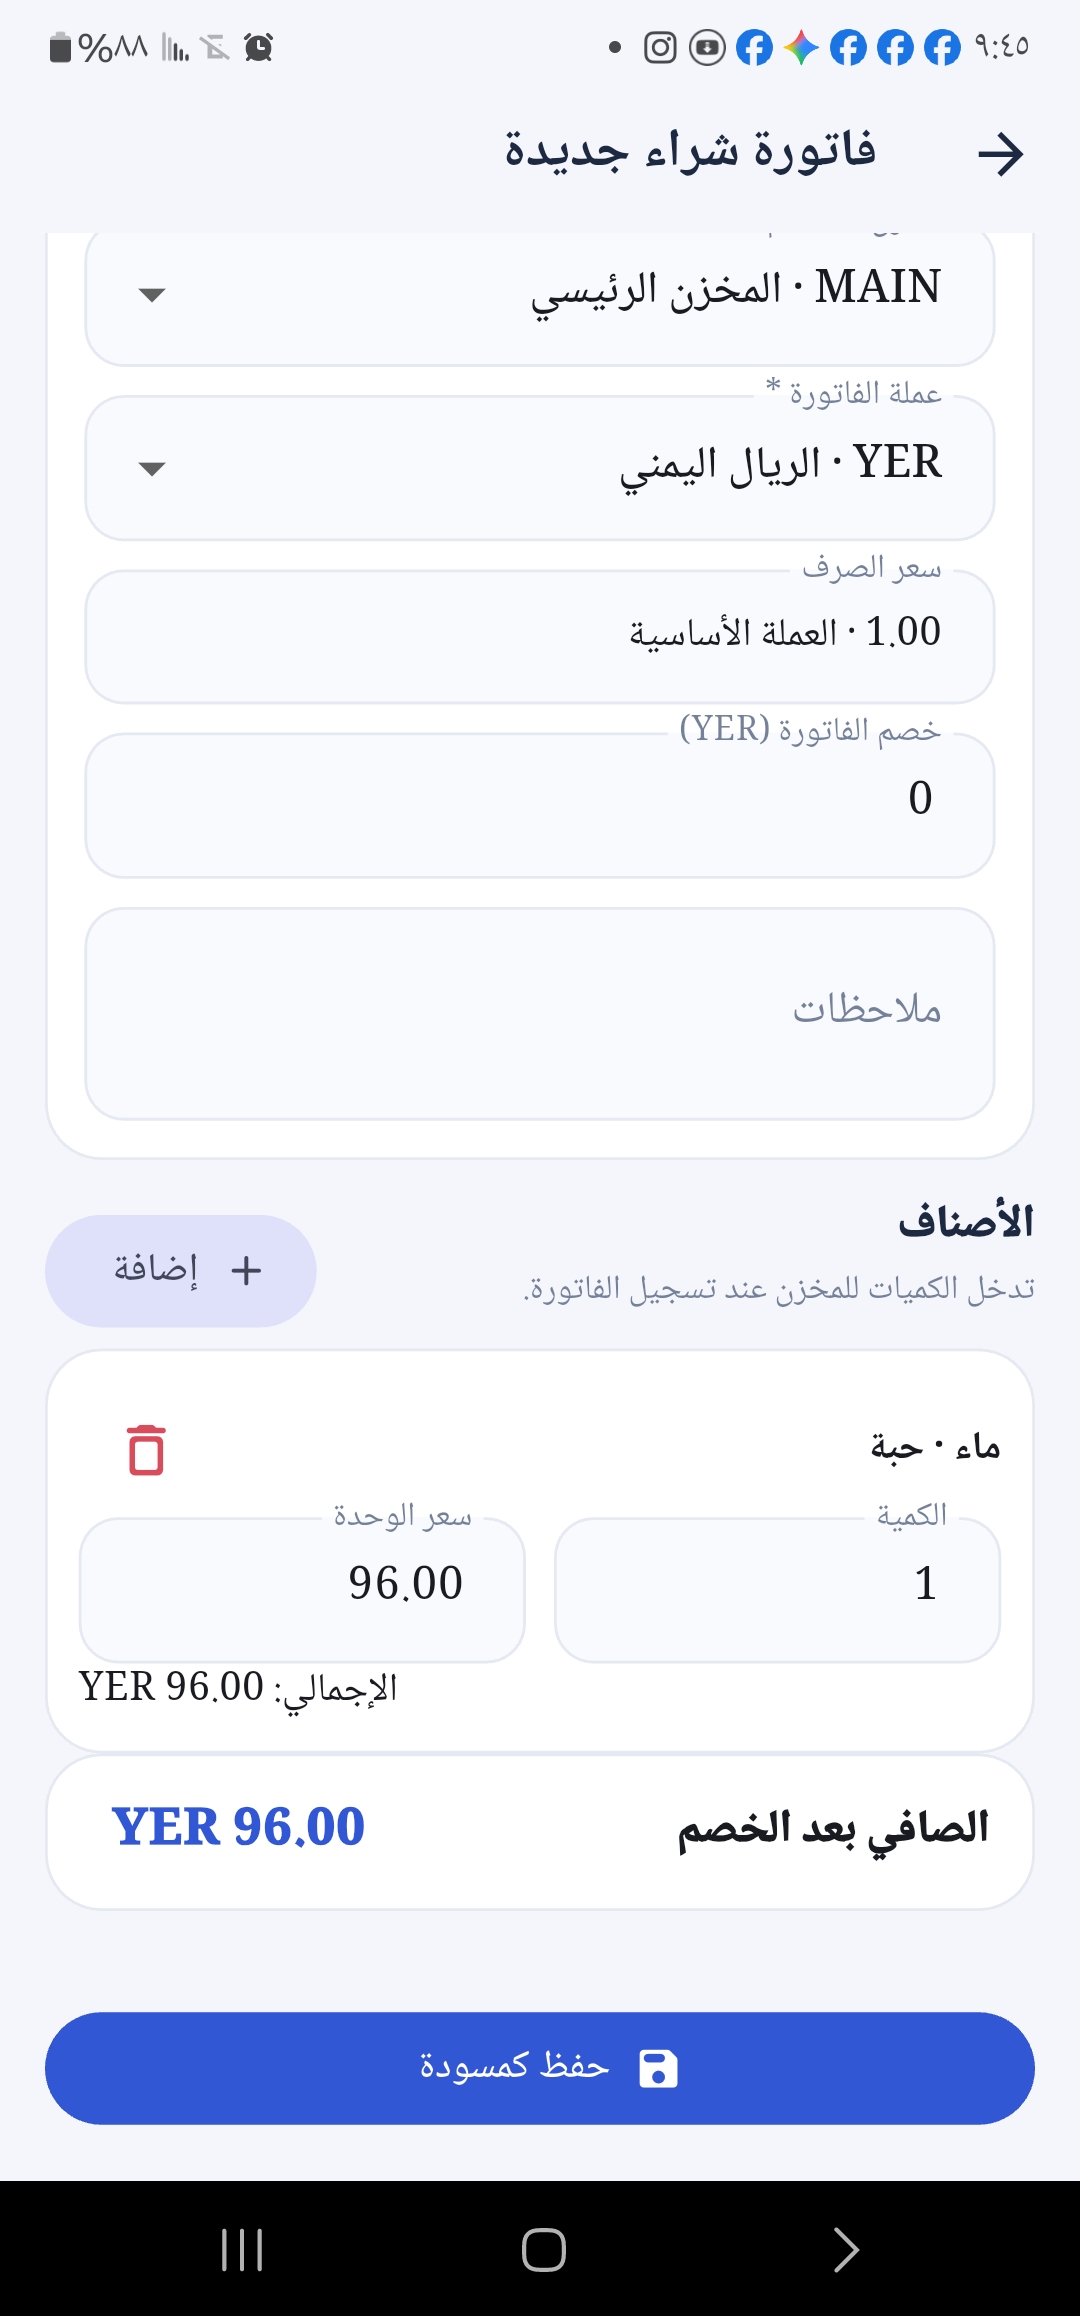 ٩:٤٥
%٨٨
فاتورة شراء جديدة
MAIN · المخزن الرئيسي
عملة الفاتورة *
YER · الريال اليمني
سعر الصرف
1.00 · العملة الأساسية
خصم الفاتورة (YER)
0
ملاحظات
الأصناف
إضافة
تدخل الكميات للمخزن عند تسجيل الفاتورة.
ماء · حبة
الكمية
1
سعر الوحدة
96.00
الإجمالي: YER 96.00
الصافي بعد الخصم
YER 96.00
حفظ كمسودة